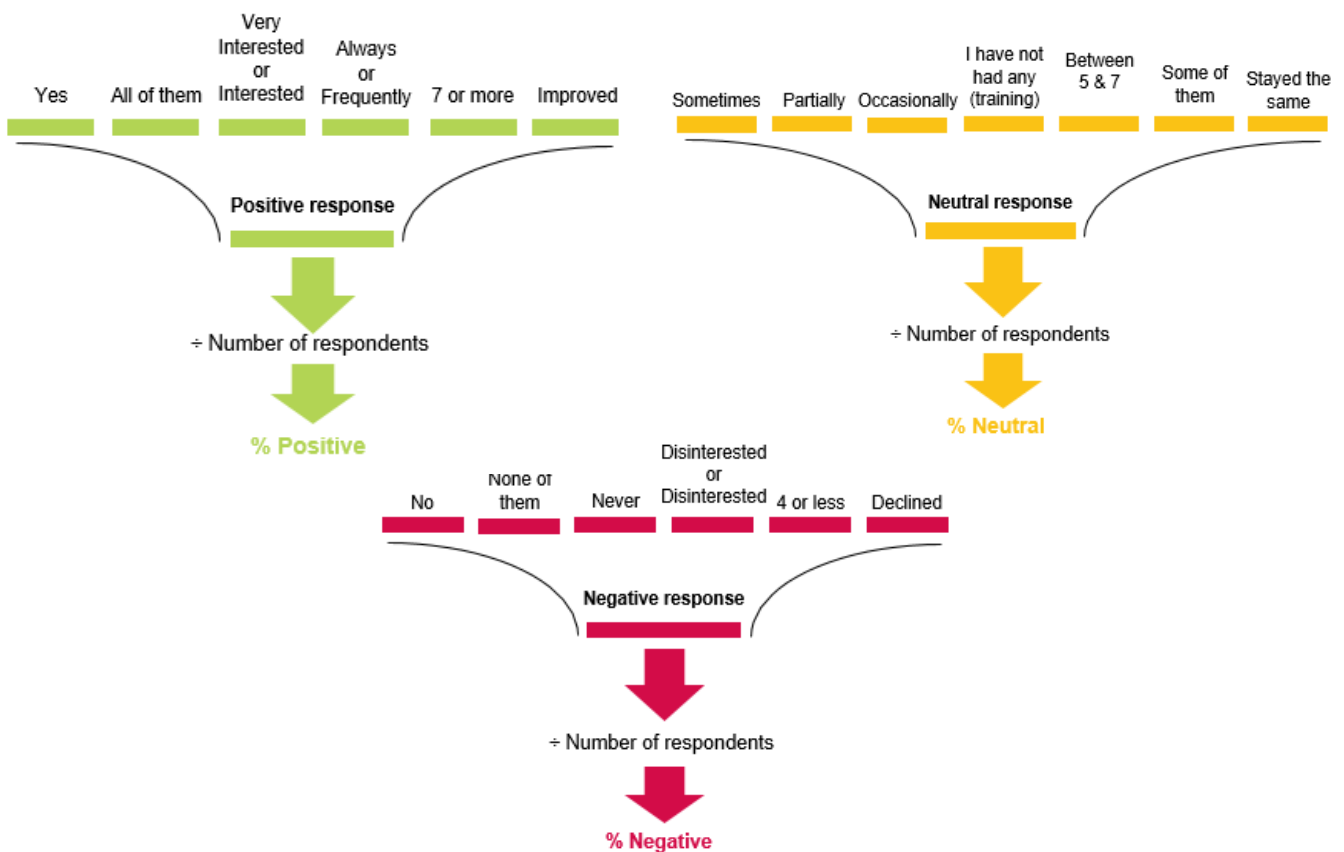 Yes
All of them
Very
Interested
or
Interested
Always
or
Frequently
7 or more
Improved
Positive response
÷ Number of respondents
% Positive
Sometimes
Partially
Occasionally
I have not
had any
(training)
Between
5 & 7
Some of
them
Stayed the
same
Neutral response
÷ Number of respondents
% Neutral
No
None of
them
Never
Disinterested
or
Disinterested
4 or less
Declined
Negative response
÷ Number of respondents
% Negative